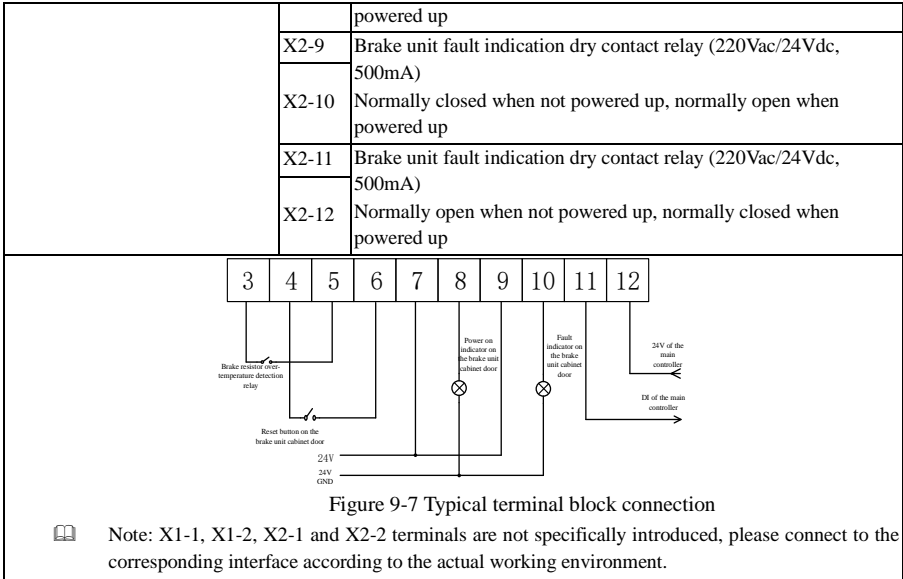 powered up
X2-9
Brake unit fault indication dry contact relay (220Vac/24Vdc,
500mA)
X2-10
Normally closed when not powered up, normally open when
powered up
X2-11
Brake unit fault indication dry contact relay (220Vac/24Vdc,
500mA)
X2-12
Normally open when not powered up, normally closed when
powered up
3 4 5 6 7 8 9 10 11 12
Brake resistor over-
temperature detection
relay
Reset button on the
brake unit cabinet door
Power on
indicator on
the brake unit
cabinet door
Fault
indicator on
the brake
unit cabinet
door
24V of the
main
controller
DI of the main
controller
24V
24V
GND
Figure 9-7 Typical terminal block connection
Note: X1-1, X1-2, X2-1 and X2-2 terminals are not specifically introduced, please connect to the
corresponding interface according to the actual working environment.